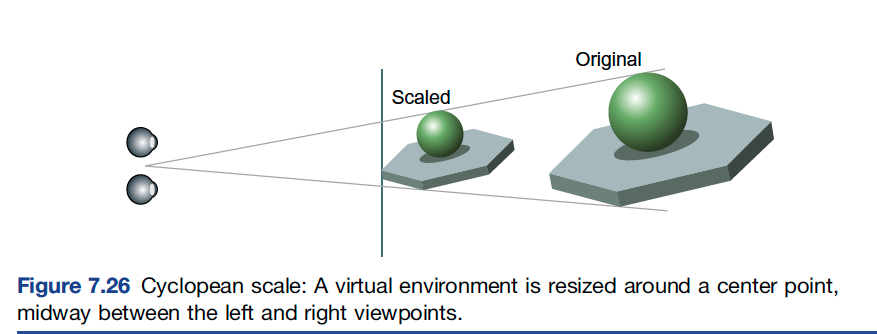 Original
Scaled
Figure 7.26 Cyclopean scale: A virtual environment is resized around a center point,
midway between the left and right viewpoints.